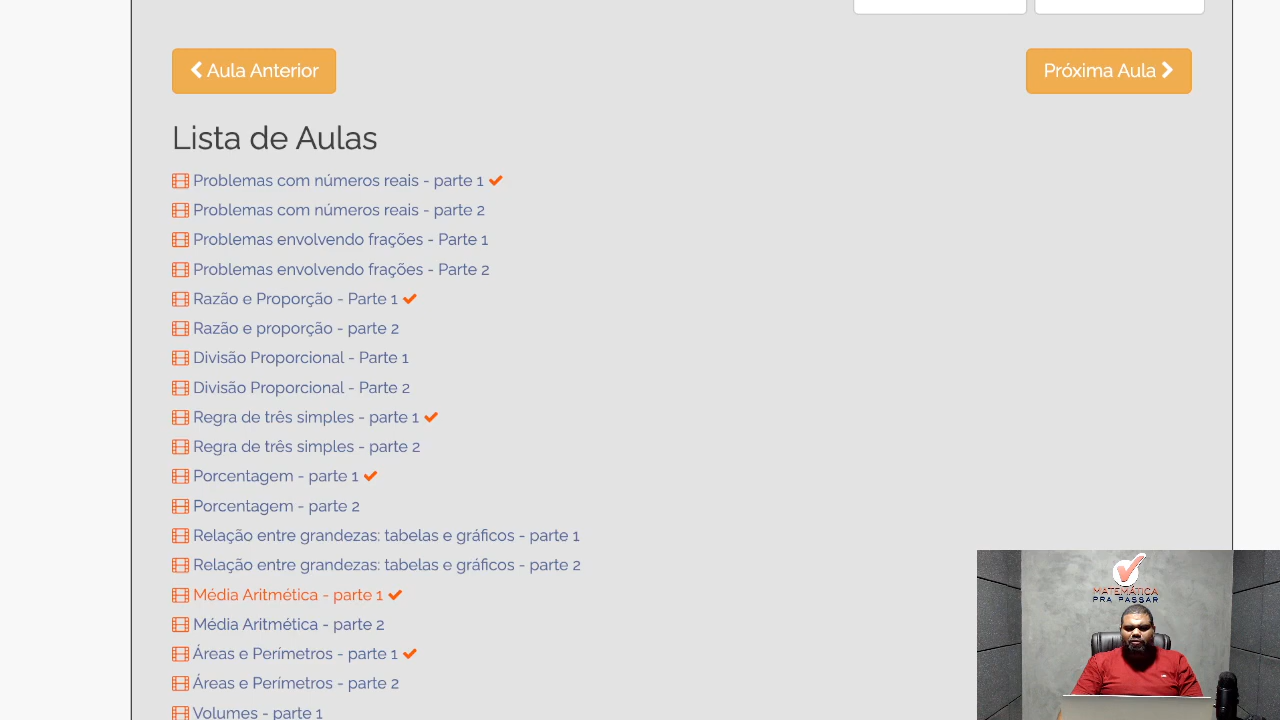 Aula Anterior
Próxima Aula
Lista de Aulas
Problemas com números reais - parte 1
Problemas com números reais - parte 2
Problemas envolvendo frações - Parte 1
Problemas envolvendo frações - Parte 2
Razão e Proporção - Parte 1
Razão e proporção - parte 2
Divisão Proporcional - Parte 1
Divisão Proporcional - Parte 2
Regra de três simples - parte 1
Regra de três simples - parte 2
Porcentagem - parte 1
Porcentagem - parte 2
Relação entre grandezas: tabelas e gráficos - parte 1
Relação entre grandezas: tabelas e gráficos - parte 2
Média Aritmética - parte 1
Média Aritmética - parte 2
Áreas e Perímetros - parte 1
Áreas e Perímetros - parte 2
Volumes - parte 1
MATEMÁTICA
PRA PASSAR